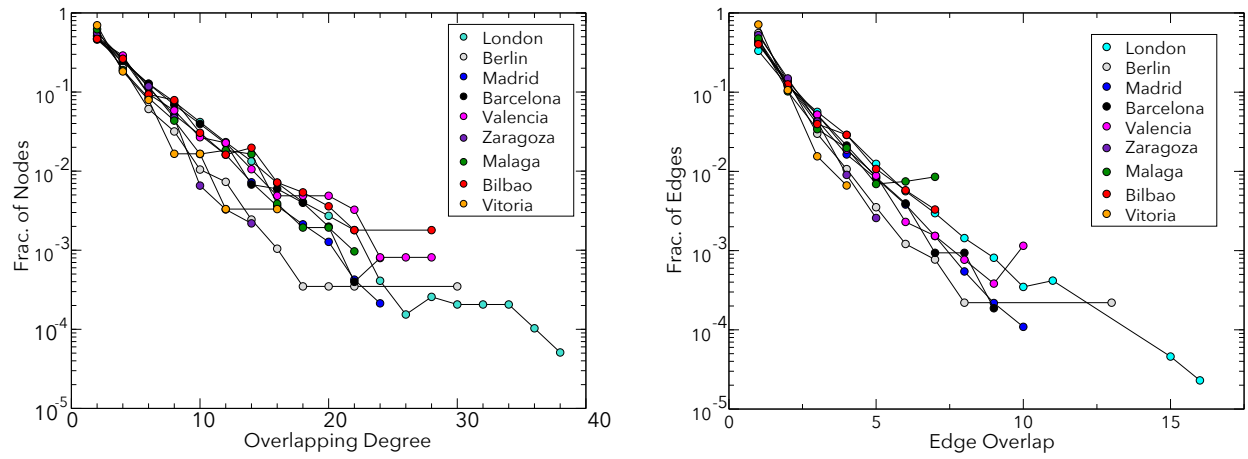 1
10^-1
10^-2
10^-3
10^-4
10^-5
Frac. of Nodes
0 10 20 30 40
Overlapping Degree
London
Berlin
Madrid
Barcelona
Valencia
Zaragoza
Malaga
Bilbao
Vitoria
1
10^-1
10^-2
10^-3
10^-4
10^-5
Frac. of Edges
0 5 10 15
Edge Overlap
London
Berlin
Madrid
Barcelona
Valencia
Zaragoza
Malaga
Bilbao
Vitoria